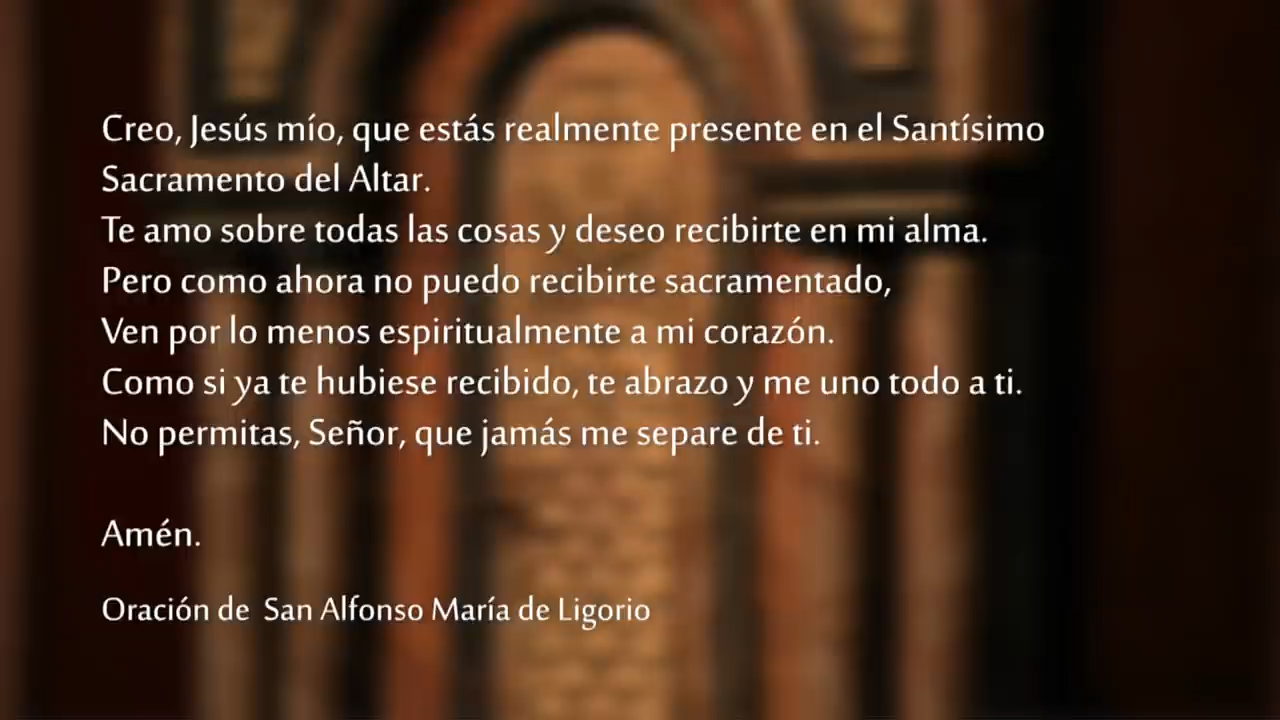 Creo, Jesús mío, que estás realmente presente en el Santísimo
Sacramento del Altar.
Te amo sobre todas las cosas y deseo recibirte en mi alma.
Pero como ahora no puedo recibirte sacramentado,
Ven por lo menos espiritualmente a mi corazón.
Como si ya te hubiese recibido, te abrazo y me uno todo a ti.
No permitas, Señor, que jamás me separe de ti.
Amén.
Oración de  San Alfonso María de Ligorio